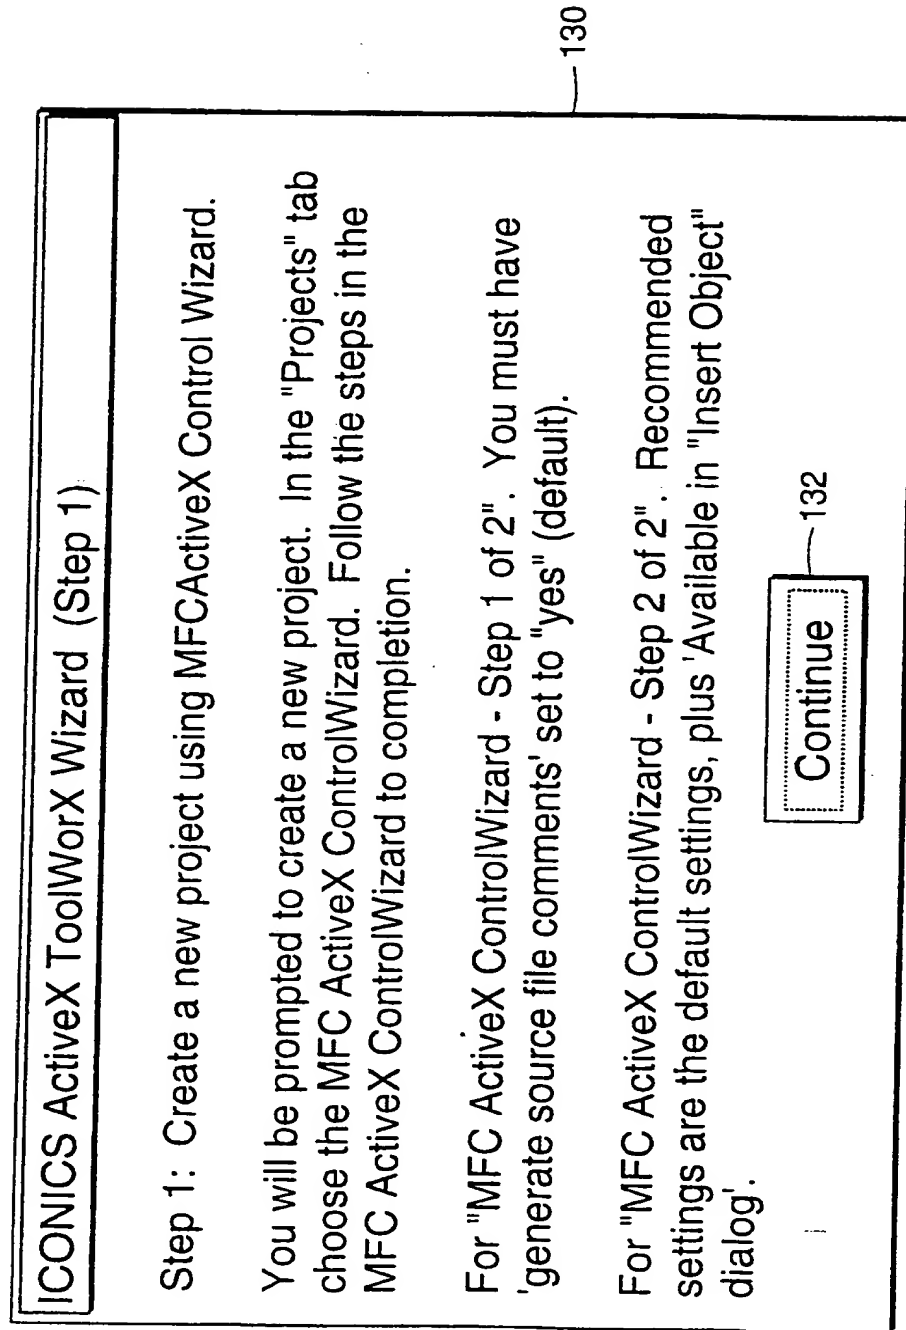 ICONICS ActiveX ToolWorX Wizard (Step 1)
Step 1: Create a new project using MFCActiveX Control Wizard.
You will be prompted to create a new project. In the "Projects" tab
choose the MFC ActiveX ControlWizard. Follow the steps in the
MFC ActiveX ControlWizard to completion.
For "MFC ActiveX ControlWizard - Step 1 of 2". You must have
'generate source file comments' set to "yes" (default).
For "MFC ActiveX ControlWizard - Step 2 of 2". Recommended
settings are the default settings, plus 'Available in "Insert Object"
dialog'.
Continue
132
130